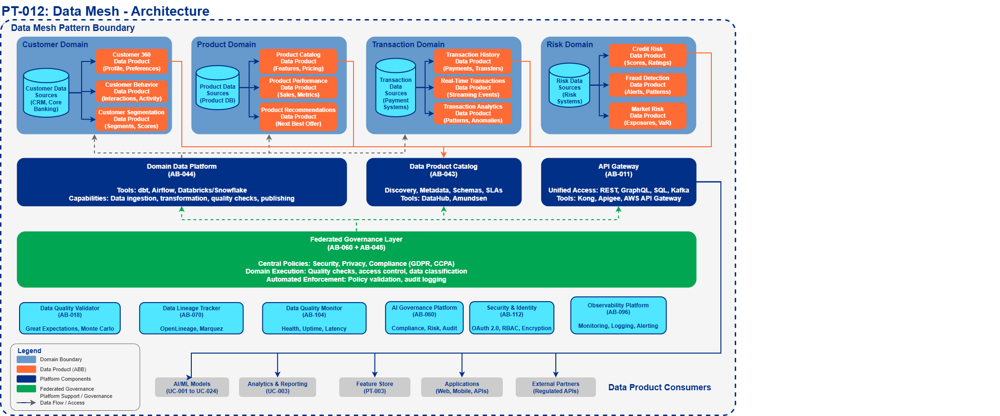 PT-012: Data Mesh - Architecture
Data Mesh Pattern Boundary
Customer Domain
Customer Data
Sources
(CRM, Core
Banking)
Customer 360
Data Product
(Profile, Preferences)
Customer Behavior
Data Product
(Interactions, Activity)
Customer Segmentation
Data Product
(Segments, Scores)
Product Domain
Product Data
Sources
(Product DB)
Product Catalog
Data Product
(Features, Pricing)
Product Performance
Data Product
(Sales, Metrics)
Product Recommendations
Data Product
(Next Best Offer)
Transaction Domain
Transaction
Data
Sources
(Payment
Systems)
Transaction History
Data Product
(Payments, Transfers)
Real-Time Transactions
Data Product
(Streaming Events)
Transaction Analytics
Data Product
(Patterns, Anomalies)
Risk Domain
Risk Data
Sources
(Risk
Systems)
Credit Risk
Data Product
(Scores, Ratings)
Fraud Detection
Data Product
(Alerts, Patterns)
Market Risk
Data Product
(Exposures, VaR)
Domain Data Platform
(AB-044)
Tools: dbt, Airflow, Databricks/Snowflake
Capabilities: Data ingestion, transformation, quality checks, publishing
Data Product Catalog
(AB-043)
Discovery, Metadata, Schemas, SLAs
Tools: DataHub, Amundsen
API Gateway
(AB-011)
Unified Access: REST, GraphQL, SQL, Kafka
Tools: Kong, Apigee, AWS API Gateway
Federated Governance Layer
(AB-060 + AB-045)
Central Policies: Security, Privacy, Compliance (GDPR, CCPA)
Domain Execution: Quality checks, access control, data classification
Automated Enforcement: Policy validation, audit logging
Data Quality Validator
(AB-018)
Great Expectations, Monte Carlo
Data Lineage Tracker
(AB-070)
OpenLineage, Marquez
Data Quality Monitor
(AB-104)
Health, Uptime, Latency
AI Governance Platform
(AB-060)
Compliance, Risk, Audit
Security & Identity
(AB-112)
OAuth 2.0, RBAC, Encryption
Observability Platform
(AB-096)
Monitoring, Logging, Alerting
Legend
Domain Boundary
Data Product (ABB)
Platform Components
Federated Governance
Platform Support / Governance
Data Flow / Access
AI/ML Models
(UC-001 to UC-024)
Analytics & Reporting
(UC-003)
Feature Store
(PT-003)
Applications
(Web, Mobile, APIs)
External Partners
(Regulated APIs)
Data Product Consumers